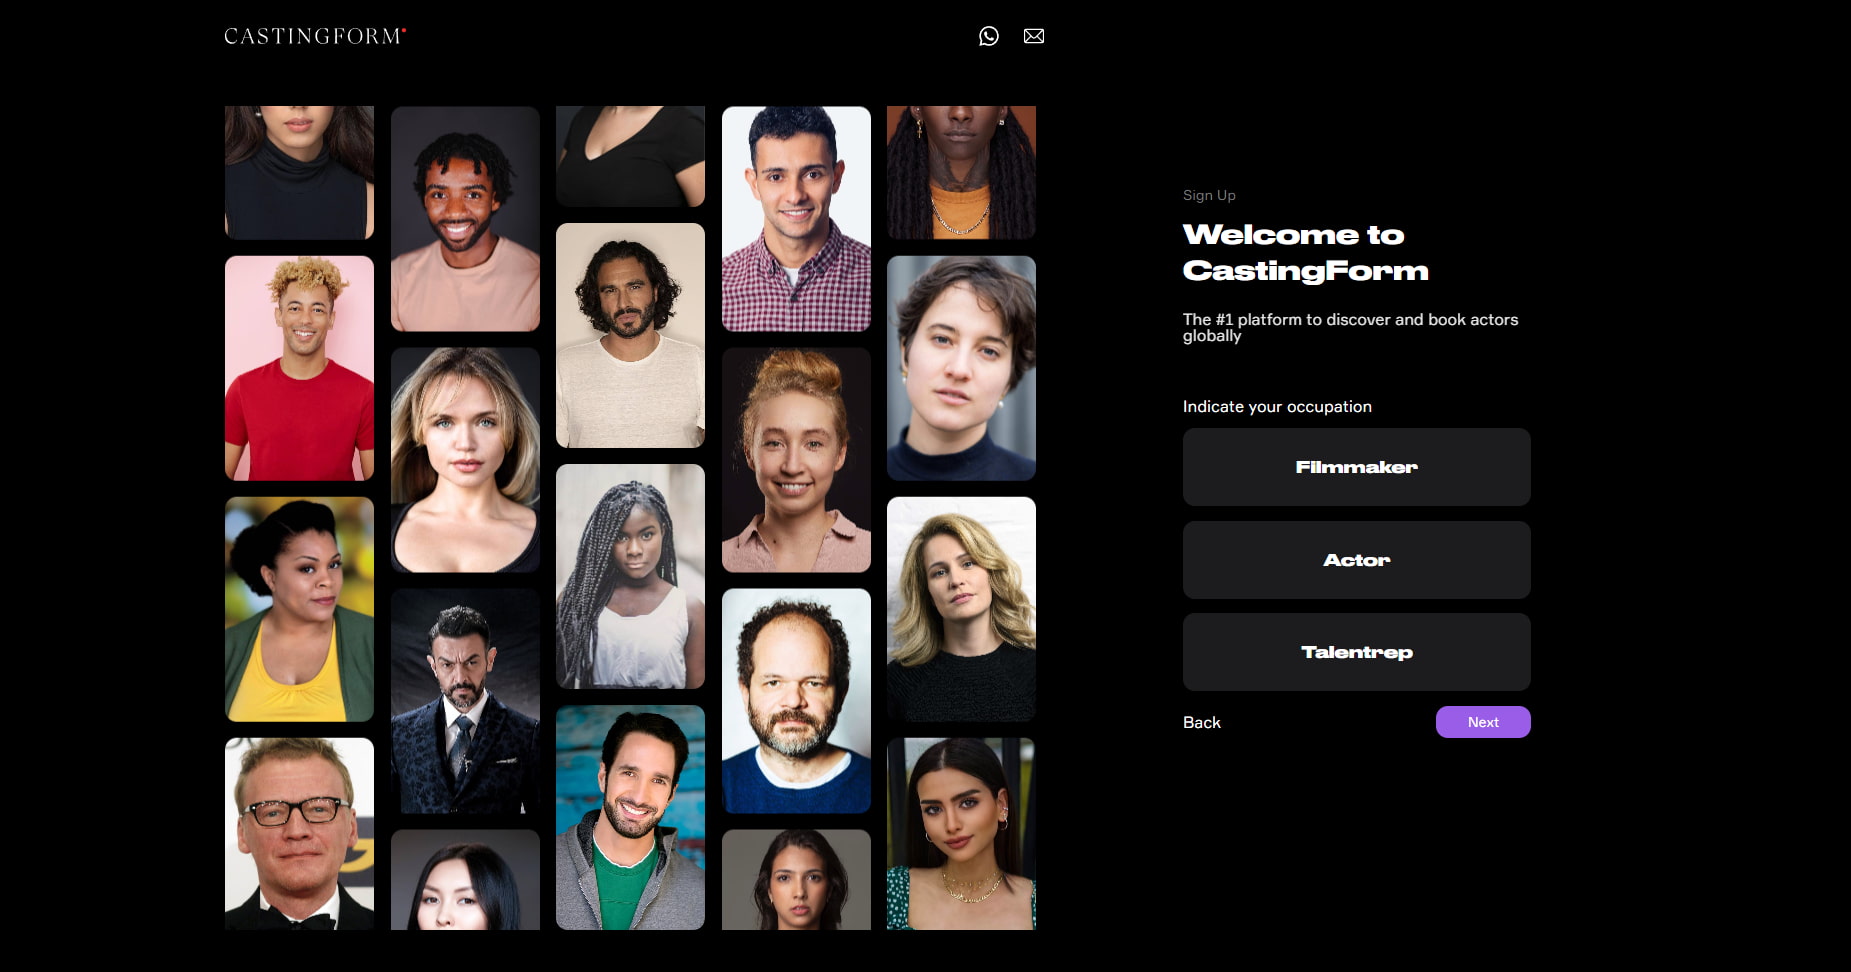 CASTINGFORM
Sign Up
Welcome to
CastingForm
The #1 platform to discover and book actors
globally
Indicate your occupation
Filmmaker
Actor
Talentrep
Back
Next